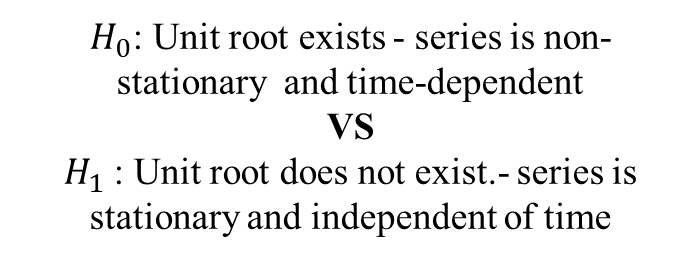 H₀: Unit root exists - series is non-
stationary and time-dependent
VS
H₁ : Unit root does not exist.- series is
stationary and independent of time